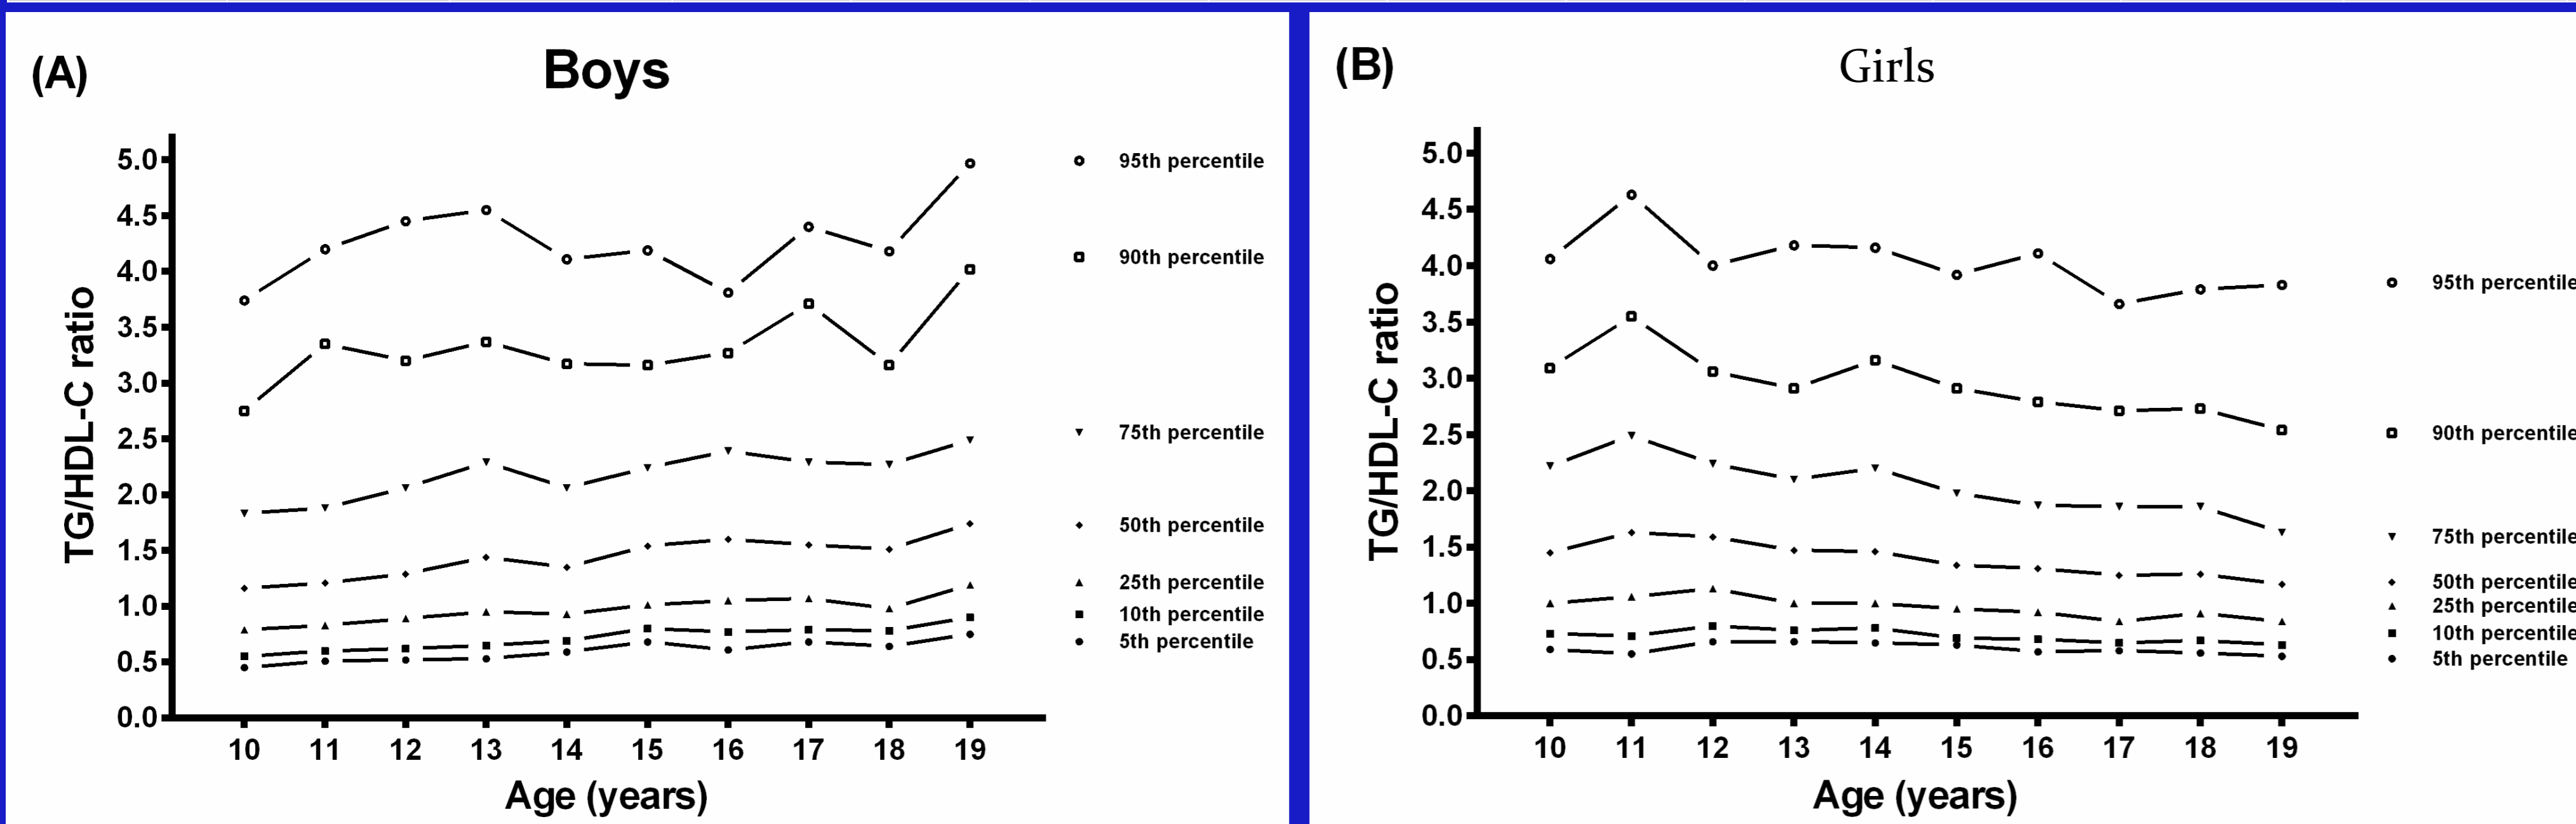 (A)
Boys
TG/HDL-C ratio
5.0
4.5
4.0
3.5
3.0
2.5
2.0
1.5
1.0
0.5
0.0
10 11 12 13 14 15 16 17 18 19
Age (years)
95th percentile
90th percentile
75th percentile
50th percentile
25th percentile
10th percentile
5th percentile
(B)
Girls
TG/HDL-C ratio
5.0
4.5
4.0
3.5
3.0
2.5
2.0
1.5
1.0
0.5
0.0
10 11 12 13 14 15 16 17 18 19
Age (years)
95th percentile
90th percentile
75th percentile
50th percentile
25th percentile
10th percentile
5th percentile